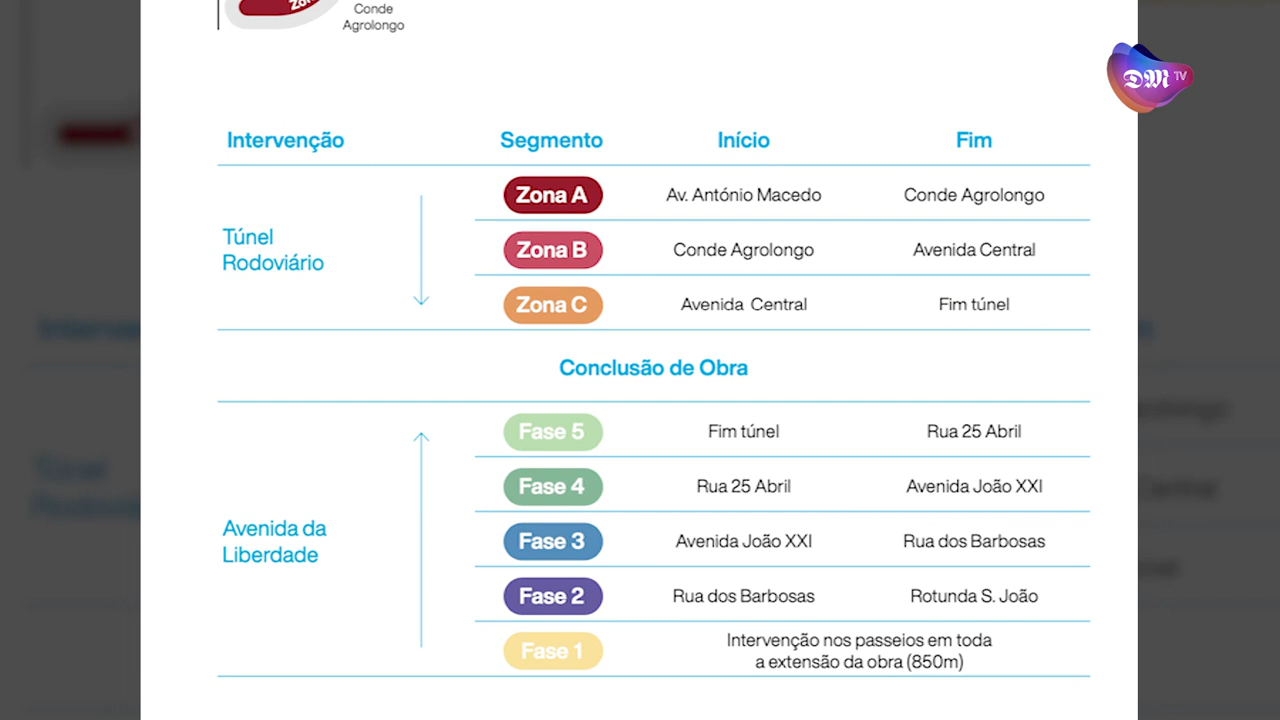 Zon
Conde
Agrolongo
DM TV
Intervenção Segmento Início Fim
Túnel
Rodoviário
Zona A Av. António Macedo Conde Agrolongo
Zona B Conde Agrolongo Avenida Central
Zona C Avenida Central Fim túnel
Conclusão de Obra
Avenida da
Liberdade
Fase 5 Fim túnel Rua 25 Abril
Fase 4 Rua 25 Abril Avenida João XXI
Fase 3 Avenida João XXI Rua dos Barbosas
Fase 2 Rua dos Barbosas Rotunda S. João
Fase 1 Intervenção nos passeios em toda
a extensão da obra (850m)